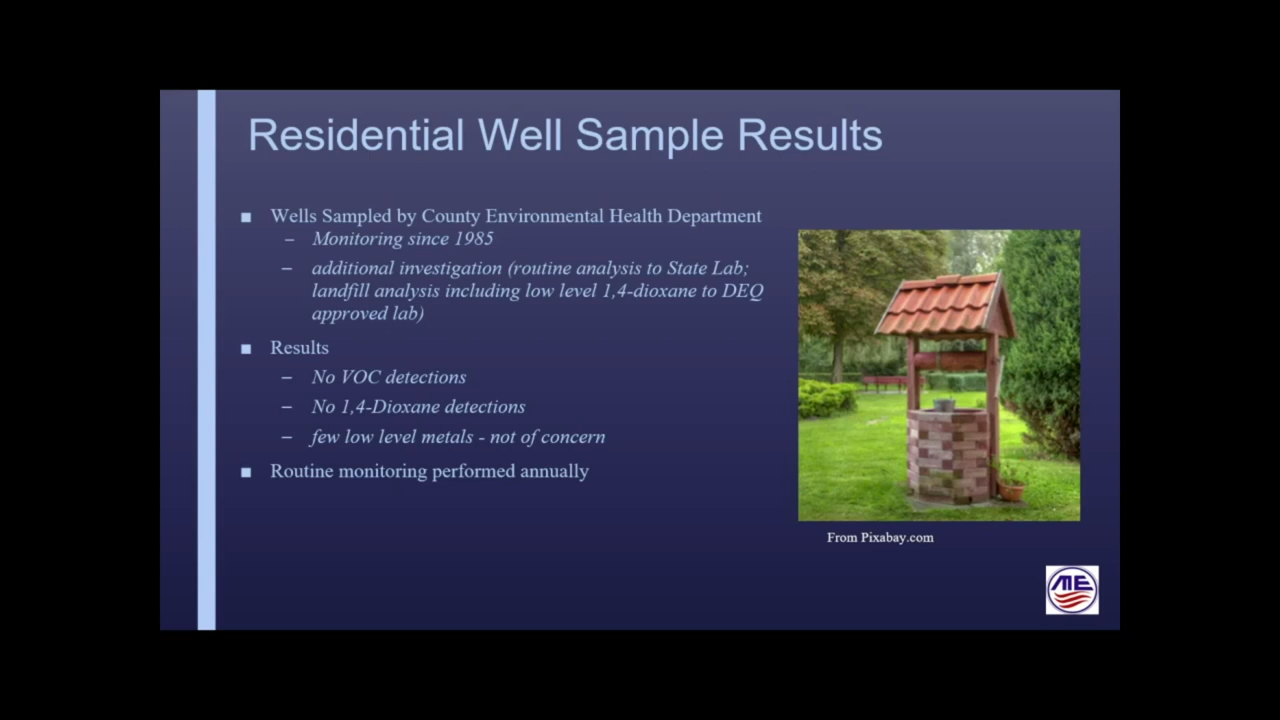 Residential Well Sample Results
■ Wells Sampled by County Environmental Health Department
– Monitoring since 1985
– additional investigation (routine analysis to State Lab;
landfill analysis including low level 1,4-dioxane to DEQ
approved lab)
■ Results
– No VOC detections
– No 1,4-Dioxane detections
– few low level metals - not of concern
■ Routine monitoring performed annually
From Pixabay.com
ME